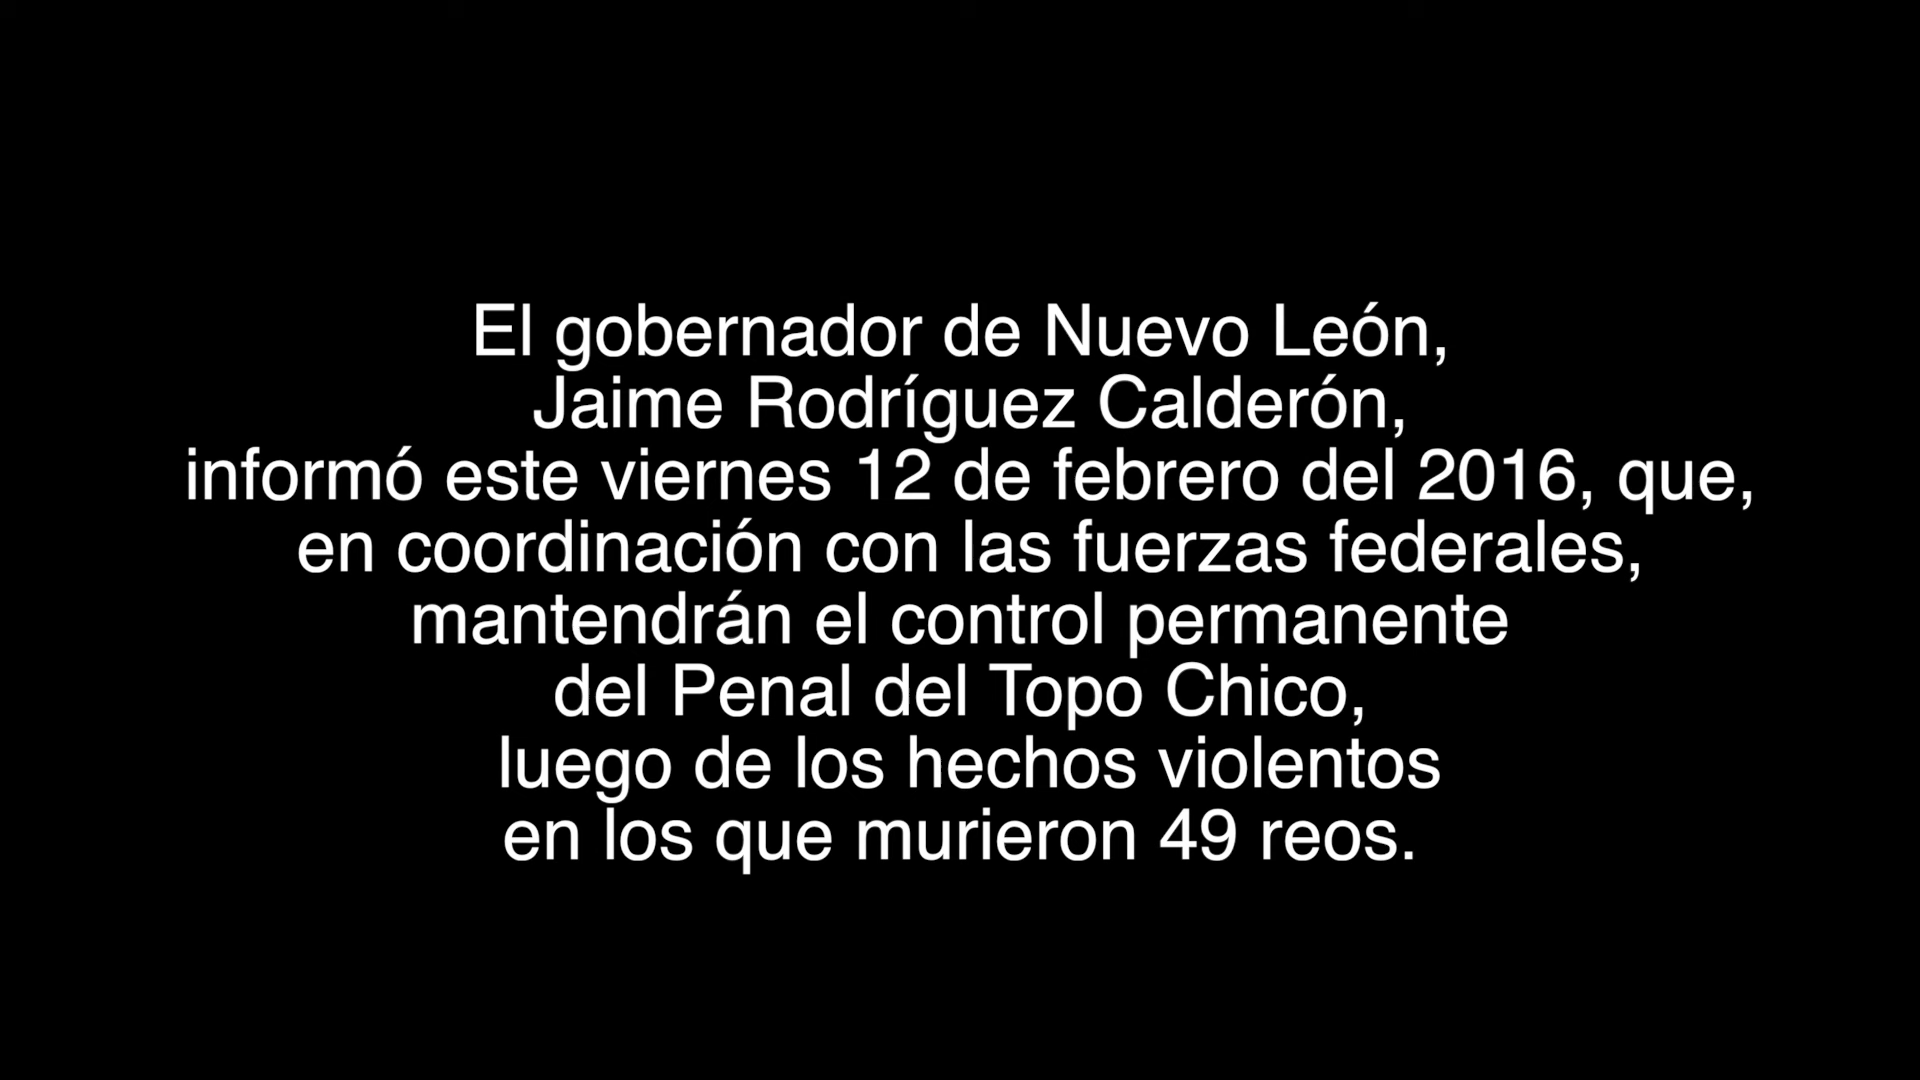 El gobernador de Nuevo León,
Jaime Rodríguez Calderón,
informó este viernes 12 de febrero del 2016, que,
en coordinación con las fuerzas federales,
mantendrán el control permanente
del Penal del Topo Chico,
luego de los hechos violentos
en los que murieron 49 reos.